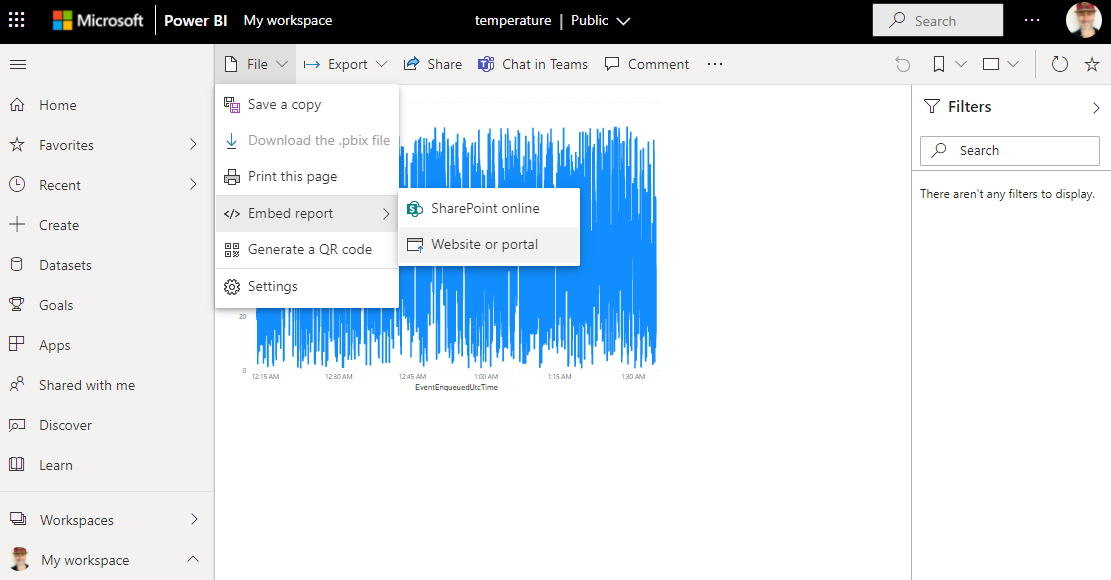 Microsoft Power BI My workspace temperature | Public Search ...
File Export Share Chat in Teams Comment ...
Home
Favorites
Recent
Create
Datasets
Goals
Apps
Shared with me
Discover
Learn
Workspaces
My workspace
Save a copy
Download the .pbix file
Print this page
</> Embed report
Generate a QR code
Settings
SharePoint online
Website or portal
20
0
12:15 AM 12:30 AM 12:45 AM 1:00 AM 1:15 AM 1:30 AM
EventEnqueuedUtcTime
Filters
Search
There aren't any filters to display.